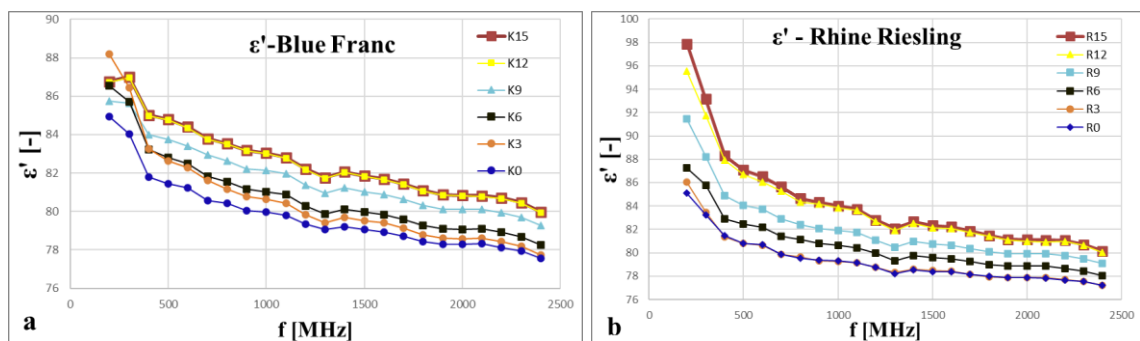 ε'-Blue Franc
90
88
86
84
82
80
78
76
ε' [-]
0
500
1000
1500
2000
2500
f [MHz]
a
K15
K12
K9
K6
K3
K0
ε' - Rhine Riesling
100
98
96
94
92
90
88
86
84
82
80
78
76
ε' [-]
0
500
1000
1500
2000
2500
f [MHz]
b
R15
R12
R9
R6
R3
R0